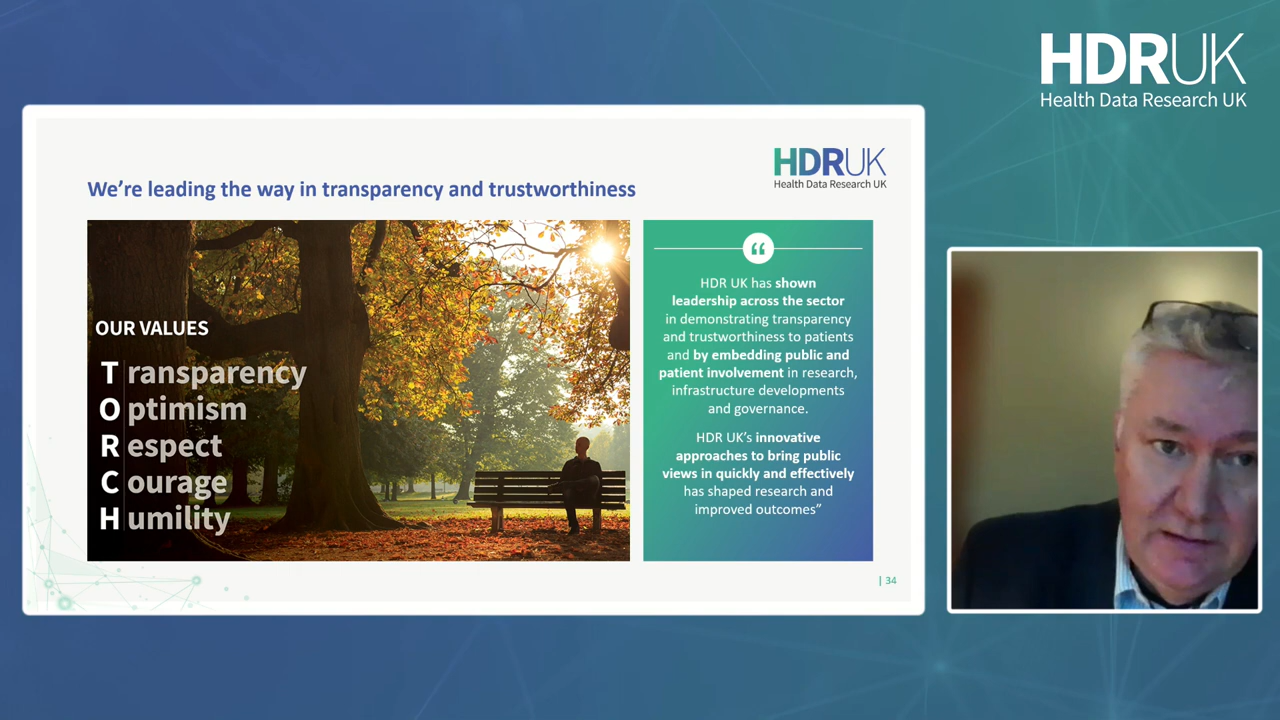 HDRUK
Health Data Research UK
HDRUK
Health Data Research UK
We’re leading the way in transparency and trustworthiness
OUR VALUES
Transparency
Optimism
Respect
Courage
Humility
“
HDR UK has shown
leadership across the sector
in demonstrating transparency
and trustworthiness to patients
and by embedding public and
patient involvement in research,
infrastructure developments
and governance.
HDR UK’s innovative
approaches to bring public
views in quickly and effectively
has shaped research and
improved outcomes”
| 34